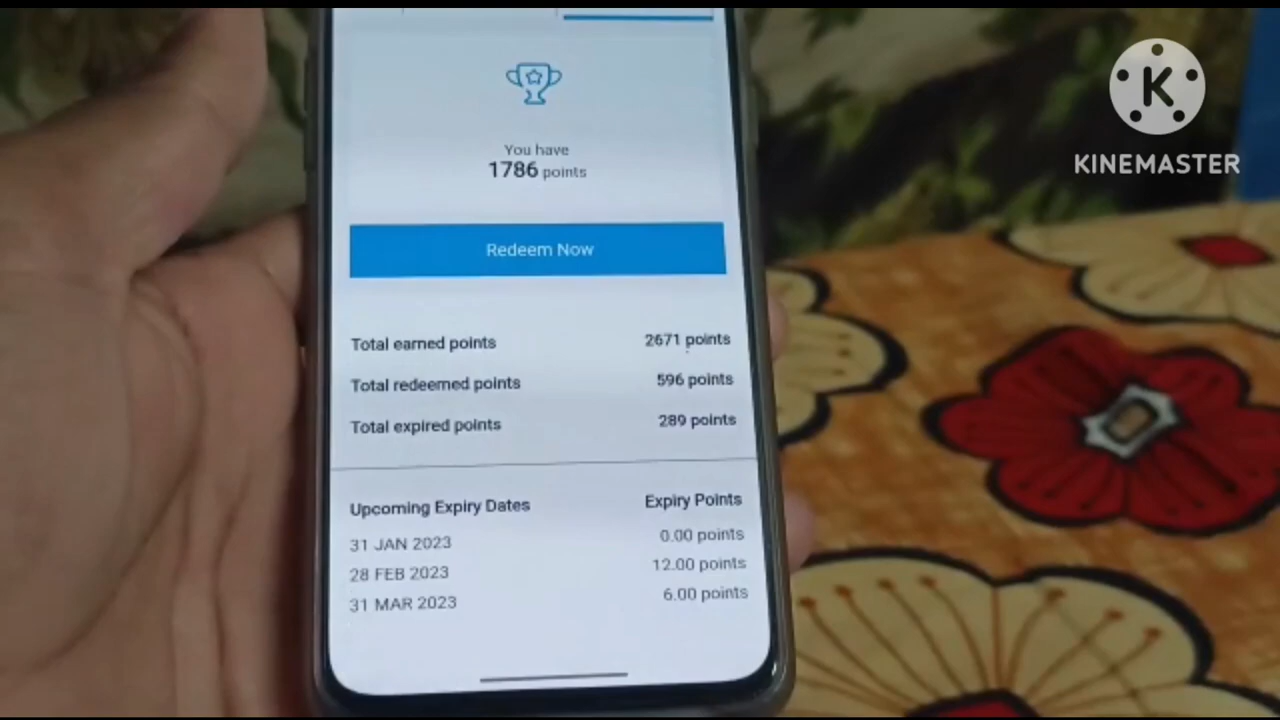 You have
1786 points
Redeem Now
Total earned points 2671 points
Total redeemed points 596 points
Total expired points 289 points
Upcoming Expiry Dates Expiry Points
31 JAN 2023 0.00 points
28 FEB 2023 12.00 points
31 MAR 2023 6.00 points
K
KINEMASTER